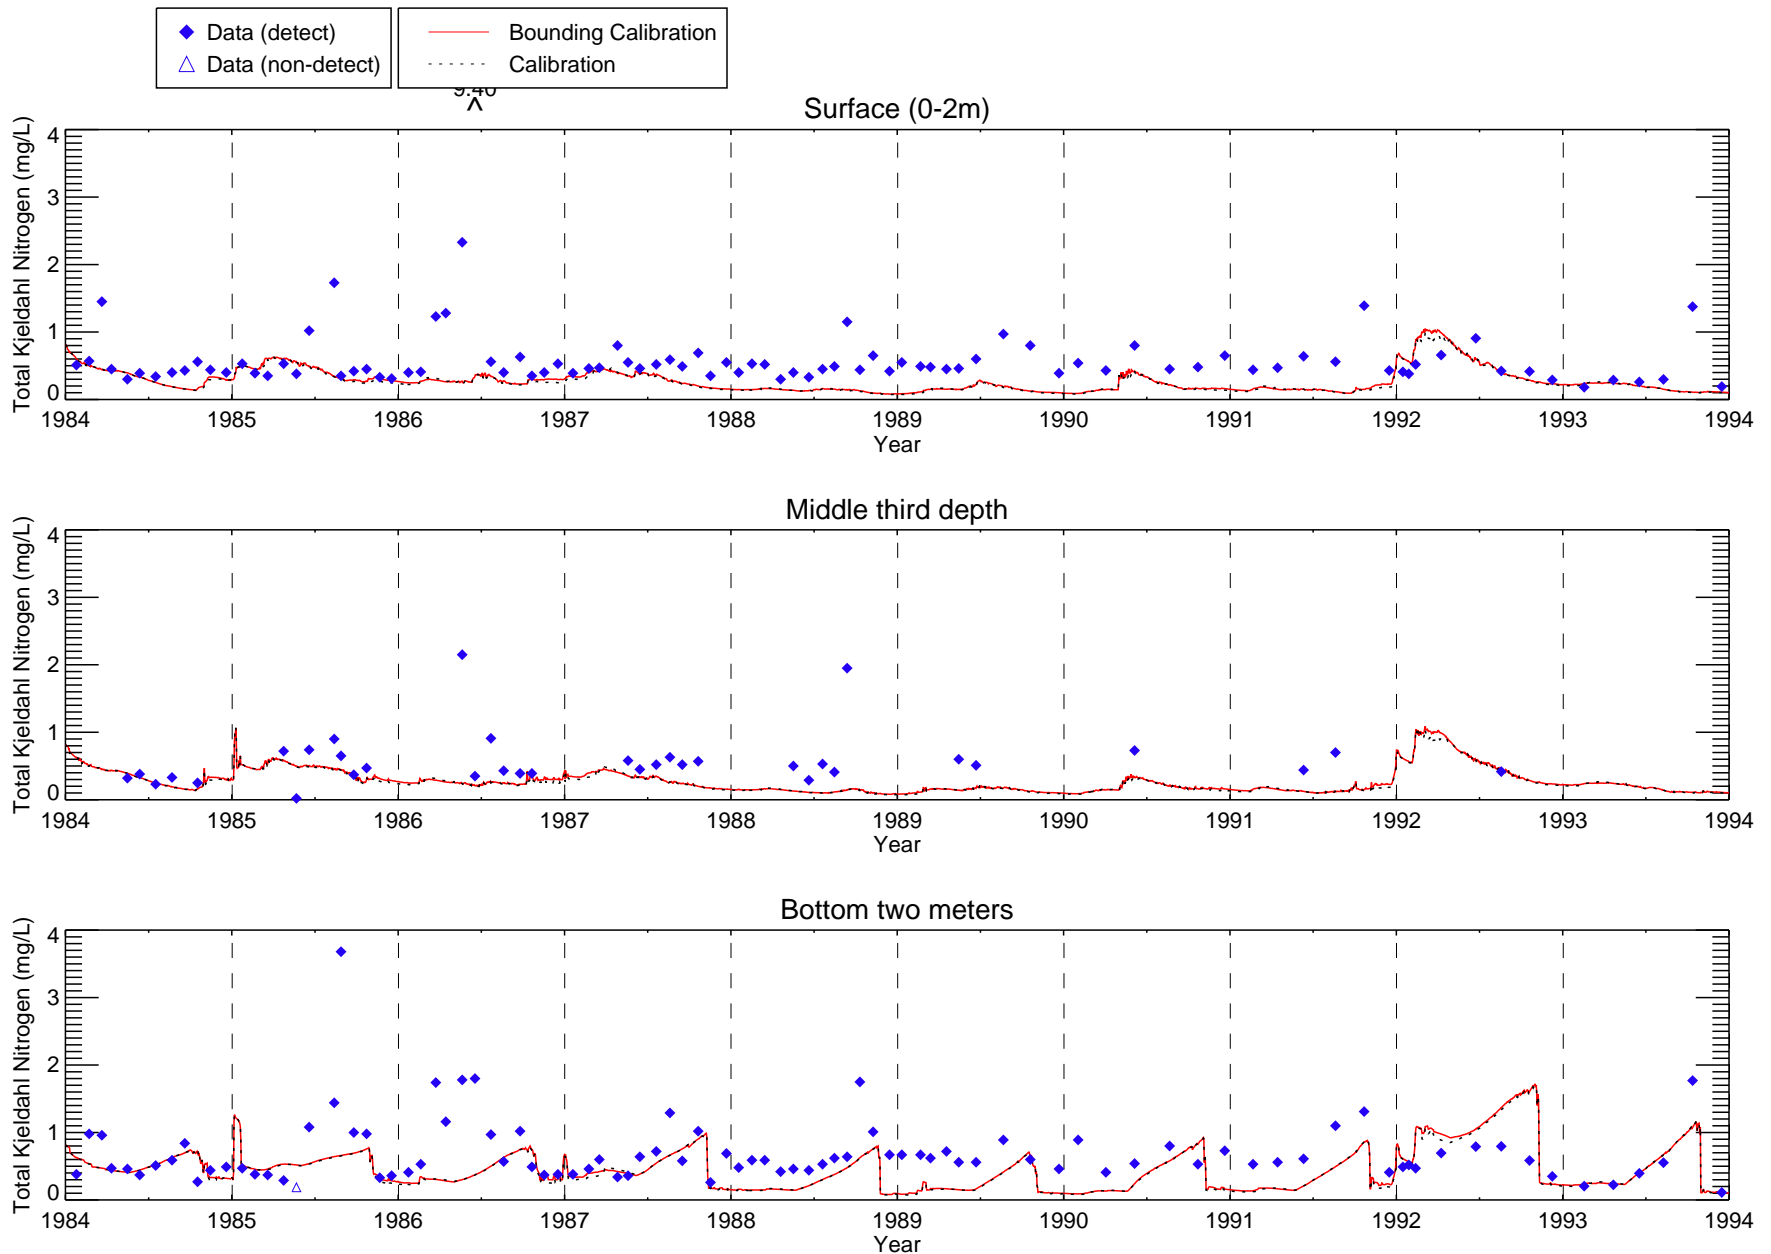 Data (detect)
Data (non-detect)
Bounding Calibration
Calibration
9.40
^
Surface (0-2m)
Total Kjeldahl Nitrogen (mg/L)
4
3
2
1
0
1984 1985 1986 1987 1988 1989 1990 1991 1992 1993 1994
Year
Middle third depth
Total Kjeldahl Nitrogen (mg/L)
4
3
2
1
0
1984 1985 1986 1987 1988 1989 1990 1991 1992 1993 1994
Year
Bottom two meters
Total Kjeldahl Nitrogen (mg/L)
4
3
2
1
0
1984 1985 1986 1987 1988 1989 1990 1991 1992 1993 1994
Year